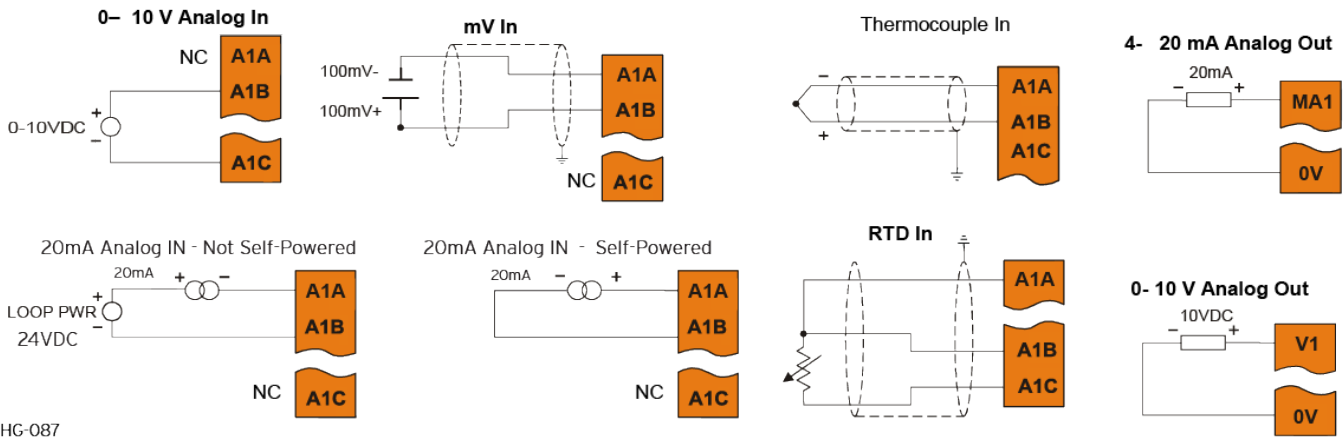 0– 10 V Analog In
NC
A1A
A1B
0-10VDC
+
−
A1C
mV In
100mV-
100mV+
A1A
A1B
NC
A1C
Thermocouple In
−
+
A1A
A1B
A1C
4- 20 mA Analog Out
20mA
− +
MA1
0V
20mA Analog IN - Not Self-Powered
20mA
+ −
LOOP PWR
+
−
24VDC
A1A
A1B
NC
A1C
20mA Analog IN - Self-Powered
20mA
− +
A1A
A1B
NC
A1C
RTD In
A1A
A1B
A1C
0- 10 V Analog Out
10VDC
− +
V1
0V
HG-087